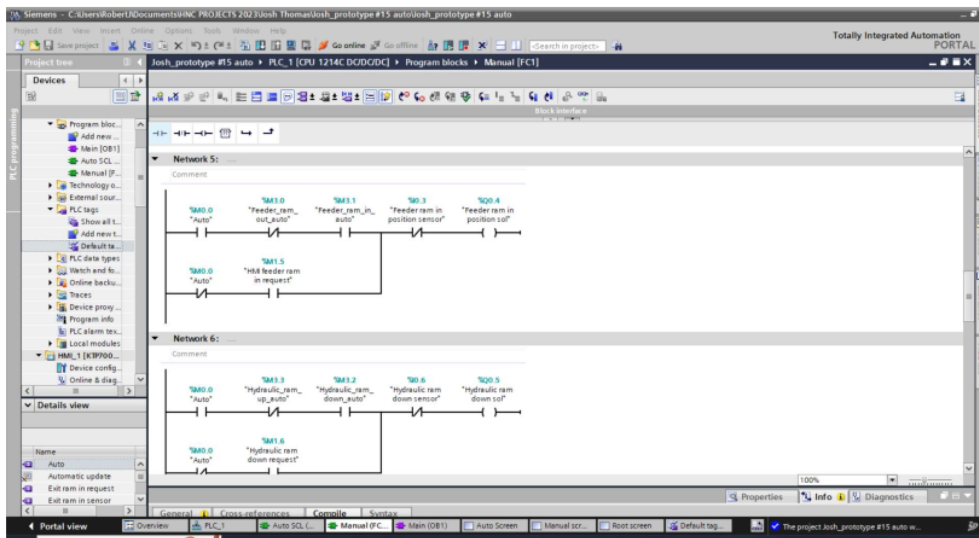 Siemens - C:\Users\Robert\Documents\HNC PROJECTS 2023\Josh Thomas\Josh_prototype #15 auto\Josh_prototype #15 auto
Project Edit View Insert Online Options Tools Window Help
Totally Integrated Automation
PORTAL
Save project
Go online
Go offline
<Search in project>
Project tree
Josh_prototype #15 auto
PLC_1 [CPU 1214C DC/DC/DC]
Program blocks
Manual [FC1]
Devices
PLC programming
Block interface
Program bloc...
Add new ...
Main [OB1]
Auto SCL ...
Manual [F...
Technology o...
External sour...
PLC tags
Show all t...
Add new t...
Default ta...
PLC data types
Watch and fo...
Online backu...
Traces
Device proxy ...
Program info
PLC alarm tex...
Local modules
HMI_1 [KTP700...
Device config...
Online & diag...
Network 5: .....
Comment
%M0.0
"Auto"
%M3.0
"Feeder_ram_
out_auto"
%M3.1
"Feeder_ram_in_
auto"
%I0.3
"Feeder ram in
position sensor"
%Q0.4
"Feeder ram in
position sol"
%M0.0
"Auto"
%M1.5
"HMI feeder ram
in request"
Network 6: .....
Comment
%M0.0
"Auto"
%M3.3
"Hydraulic_ram_
up_auto"
%M3.2
"Hydraulic_ram_
down_auto"
%I0.6
"Hydraulic ram
down sensor"
%Q0.5
"Hydraulic ram
down sol"
%M0.0
"Auto"
%M1.6
"Hydraulic ram
down request"
100%
Details view
Name
Auto
Automatic update
Exit ram in request
Exit ram in sensor
Properties
Info
Diagnostics
General
Cross-references
Compile
Syntax
Portal view
Overview
PLC_1
Auto SCL (...
Manual (FC...
Main (OB1)
Auto Screen
Manual scr...
Root screen
Default tag...
The project Josh_prototype #15 auto w...